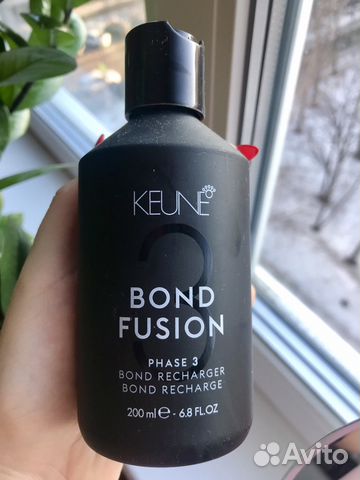 KEUNE
3
BOND
FUSION
PHASE 3
BOND RECHARGER
BOND RECHARGE
200 ml ℮ - 6.8 FL OZ
Avito